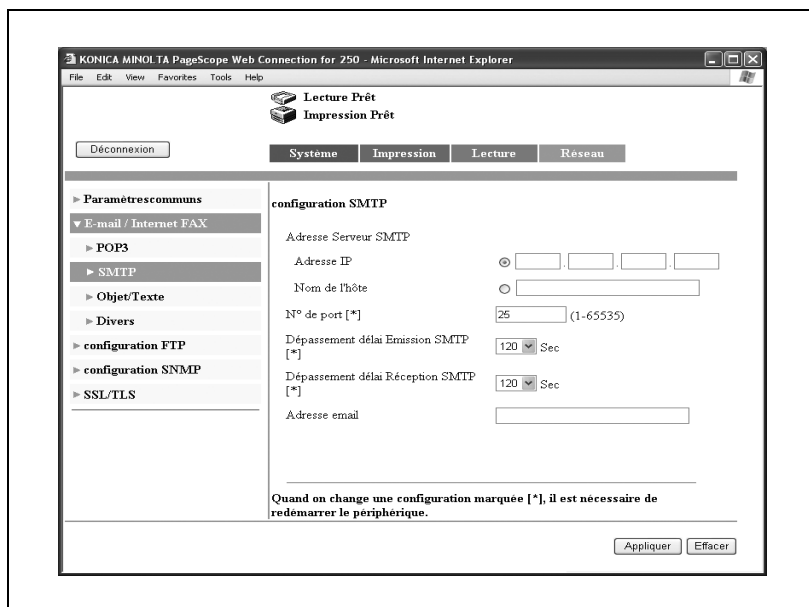 KONICA MINOLTA PageScope Web Connection for 250 - Microsoft Internet Explorer
File Edit View Favorites Tools Help
Lecture Prêt
Impression Prêt
Déconnexion
Système Impression Lecture Réseau
Paramètrescommuns
E-mail / Internet FAX
POP3
SMTP
Objet/Texte
Divers
configuration FTP
configuration SNMP
SSL/TLS
configuration SMTP
Adresse Serveur SMTP
Adresse IP . . .
Nom de l'hôte
N° de port [*] 25 (1-65535)
Dépassement délai Emission SMTP
[*] 120 Sec
Dépassement délai Réception SMTP
[*] 120 Sec
Adresse email
Quand on change une configuration marquée [*], il est nécessaire de
redémarrer le périphérique.
Appliquer Effacer